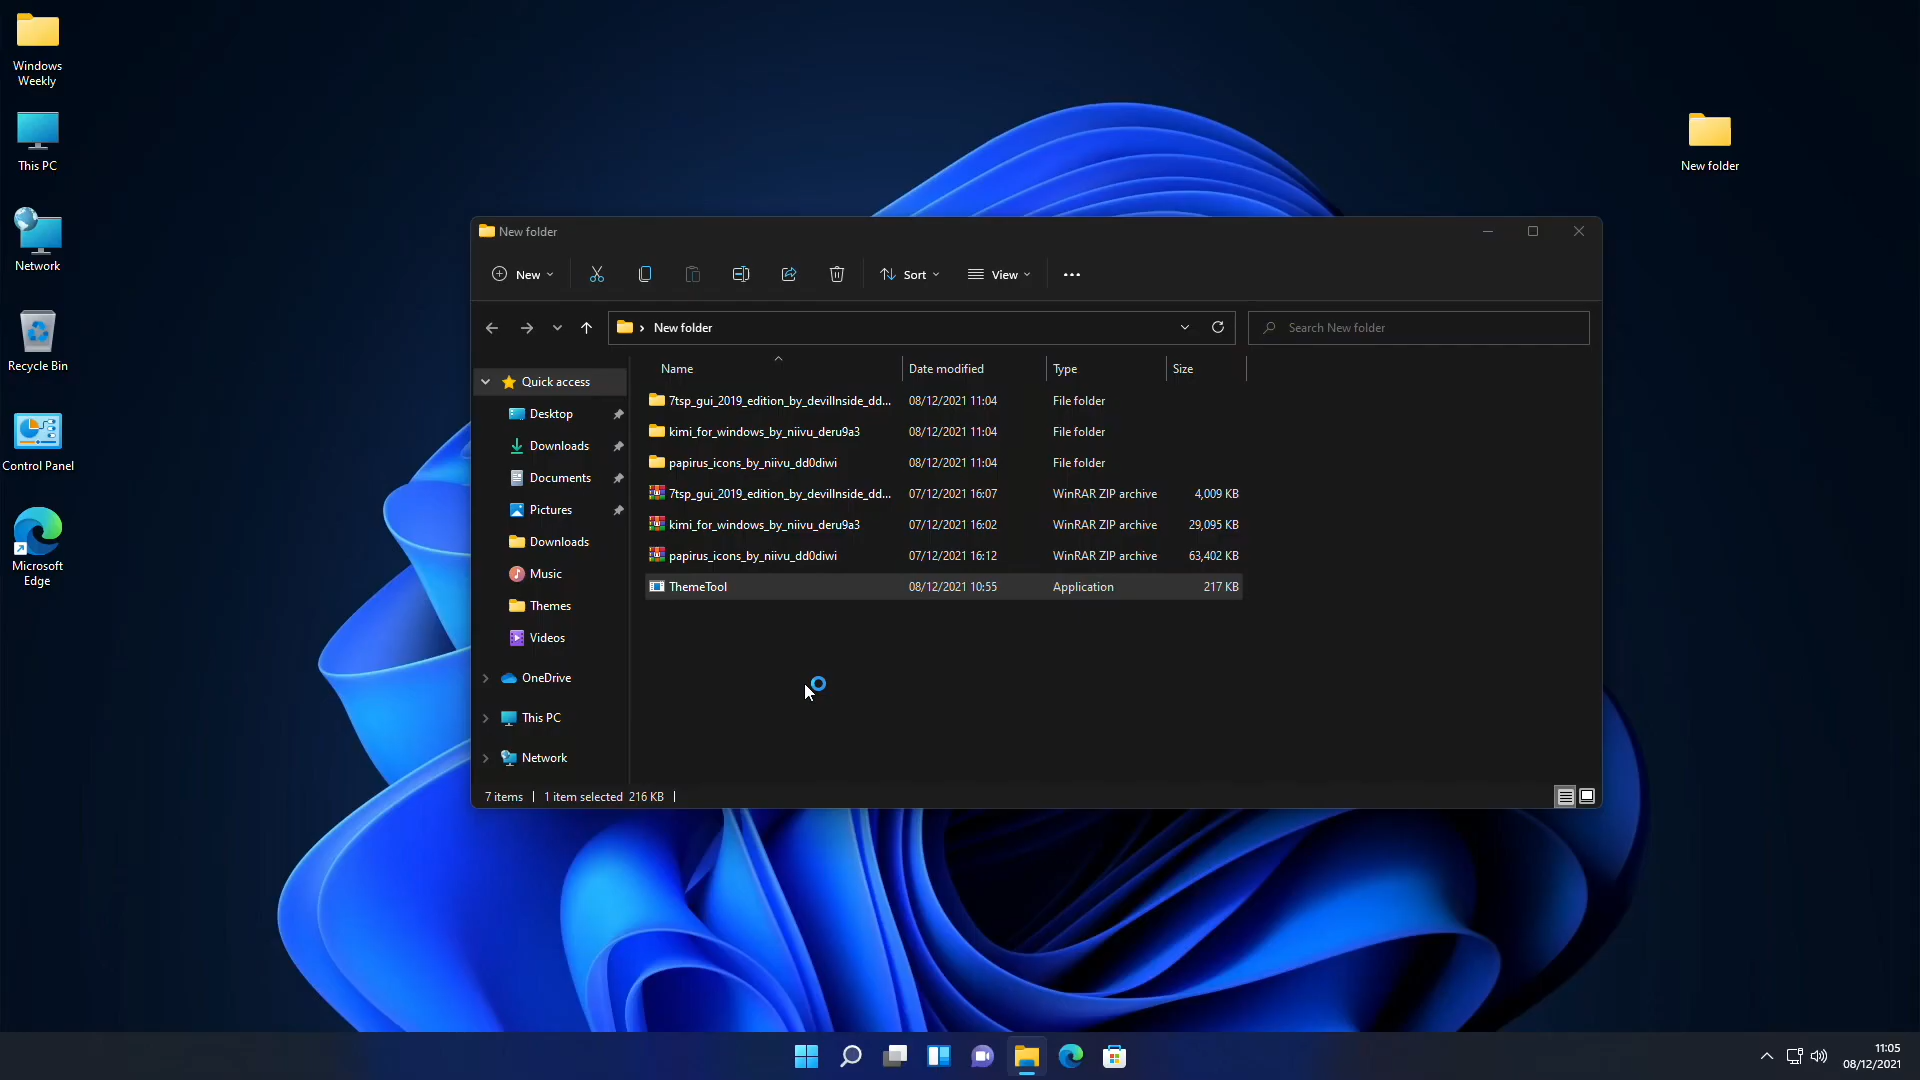 Windows
Weekly
This PC
Network
Recycle Bin
Control Panel
Microsoft
Edge
New folder
New folder
New
Sort
View
New folder
Search New folder
Name Date modified Type Size
Quick access
Desktop
Downloads
Documents
Pictures
Downloads
Music
Themes
Videos
OneDrive
This PC
Network
7tsp_gui_2019_edition_by_devillnside_dd... 08/12/2021 11:04 File folder
kimi_for_windows_by_niivu_deru9a3 08/12/2021 11:04 File folder
papirus_icons_by_niivu_dd0diwi 08/12/2021 11:04 File folder
7tsp_gui_2019_edition_by_devillnside_dd... 07/12/2021 16:07 WinRAR ZIP archive 4,009 KB
kimi_for_windows_by_niivu_deru9a3 07/12/2021 16:02 WinRAR ZIP archive 29,095 KB
papirus_icons_by_niivu_dd0diwi 07/12/2021 16:12 WinRAR ZIP archive 63,402 KB
ThemeTool 08/12/2021 10:55 Application 217 KB
7 items 1 item selected 216 KB
11:05
08/12/2021